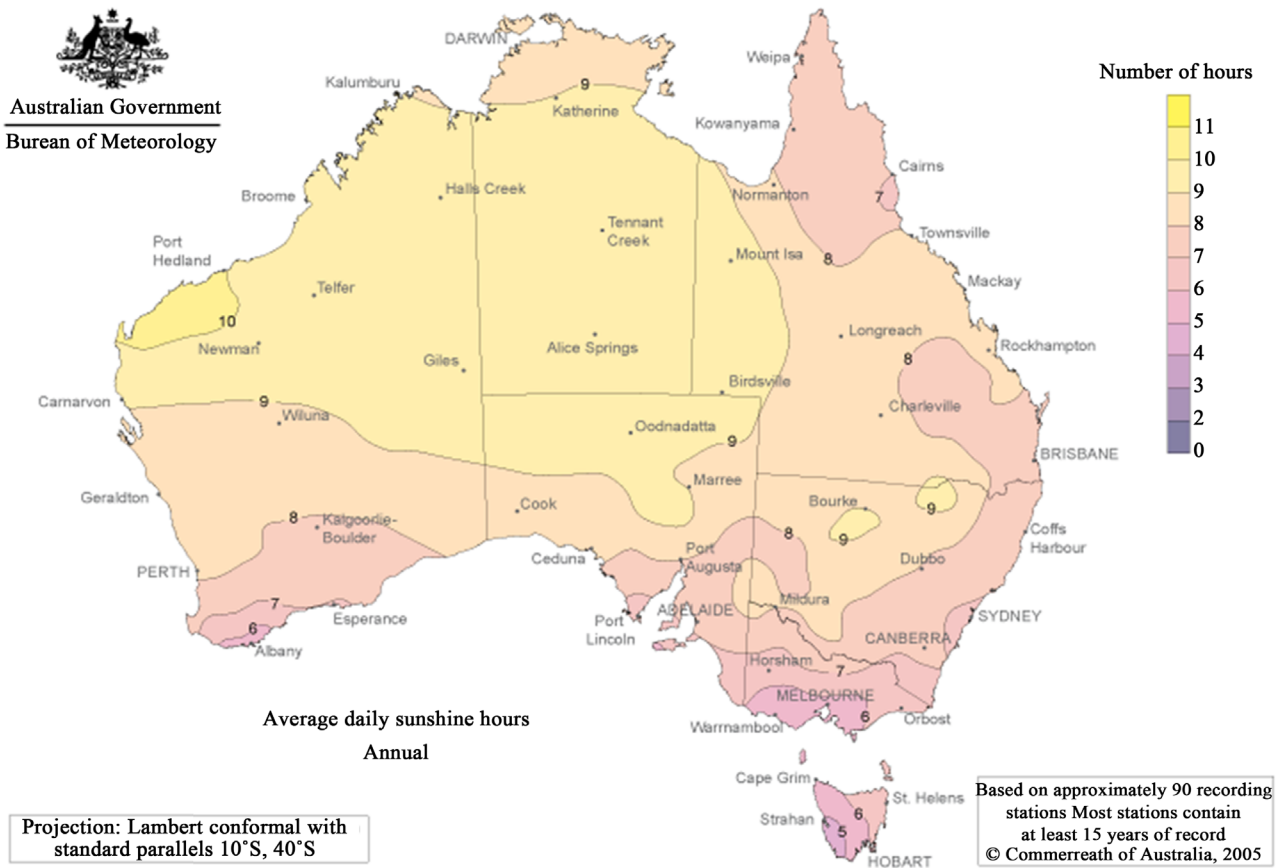 Australian Government
Bureau of Meteorology
DARWIN
Kalumburu
9
Katherine
Weipa
Kowanyama
Number of hours
11
10
9
8
7
6
5
4
3
2
0
Cairns
7
Broome
Halls Creek
Normanton
Tennant
Creek
Townsville
Port
Hedland
Mount Isa
8
Mackay
Telfer
10
Newman
Alice Springs
Longreach
Rockhampton
Giles
8
Birdsville
Carnarvon
9
Wiluna
Charleville
Oodnadatta
9
BRISBANE
Marree
Geraldton
Cook
Bourke
9
8
Kalgoorlie-
Boulder
8
9
Coffs
Harbour
Ceduna
Port
Augusta
Dubbo
PERTH
7
Esperance
Mildura
ADELAIDE
SYDNEY
6
Albany
Port
Lincoln
CANBERRA
Horsham
7
MELBOURNE
6
Orbost
Warrnambool
Average daily sunshine hours
Annual
Cape Grim
St. Helens
6
Strahan
5
HOBART
Projection: Lambert conformal with
standard parallels 10°S, 40°S
Based on approximately 90 recording
stations Most stations contain
at least 15 years of record
© Commerreath of Australia, 2005